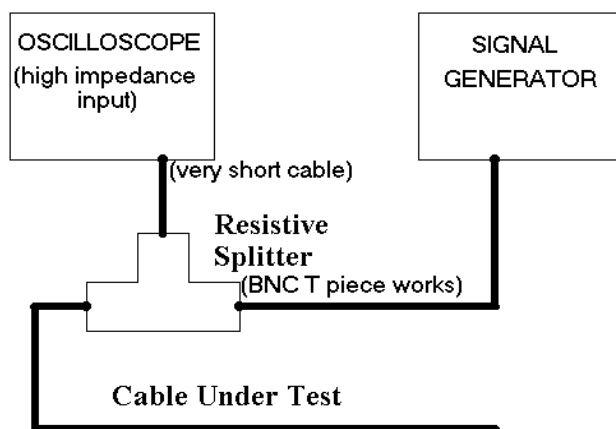 OSCILLOSCOPE
(high impedance
input)
SIGNAL
GENERATOR
(very short cable)
Resistive
Splitter
(BNC T piece works)
Cable Under Test